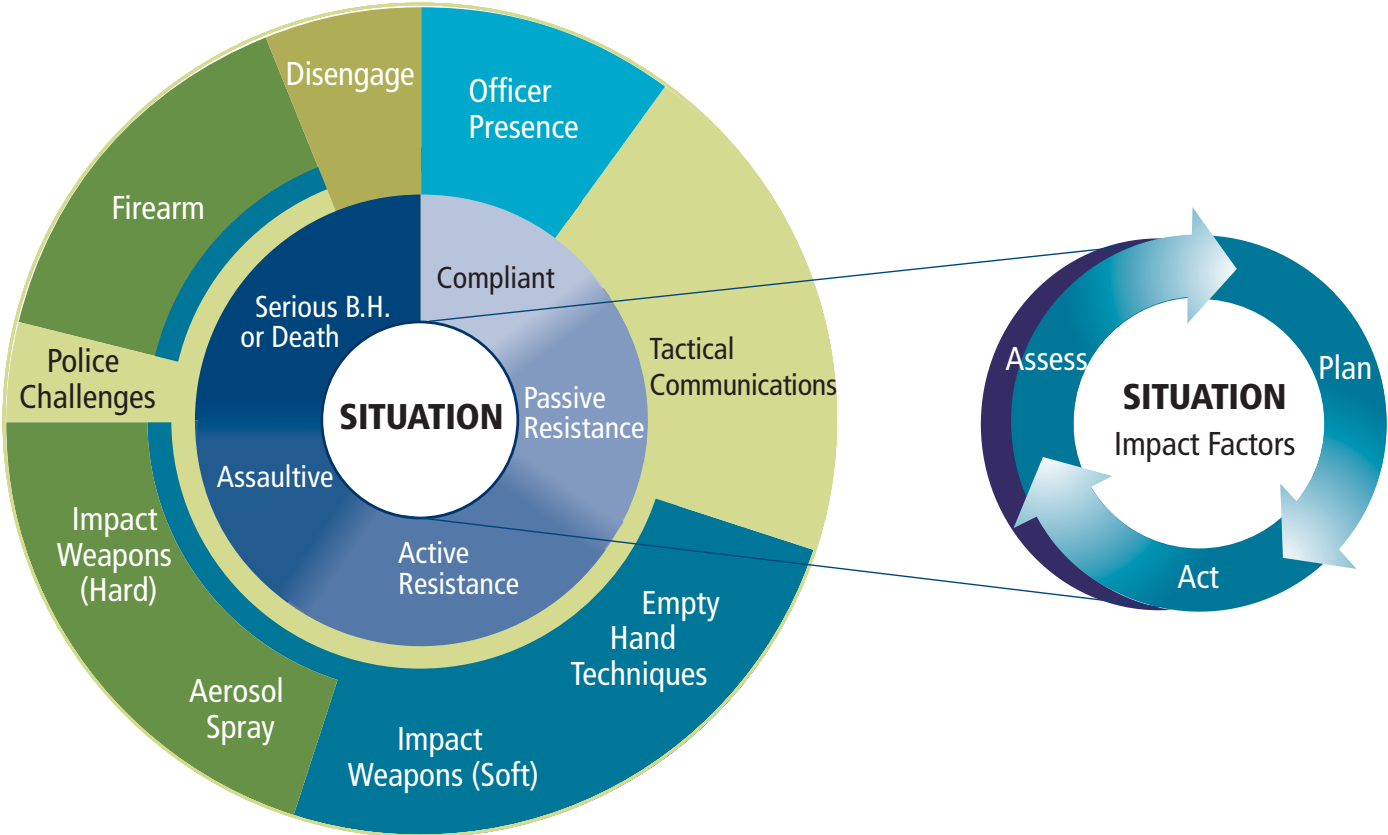 Disengage
Officer
Presence
Firearm
Compliant
Serious B.H.
or Death
Tactical
Communications
Police
Challenges
SITUATION
Passive
Resistance
Assaultive
Impact
Weapons
(Hard)
Active
Resistance
Empty
Hand
Techniques
Aerosol
Spray
Impact
Weapons (Soft)
Assess
Plan
SITUATION
Impact Factors
Act